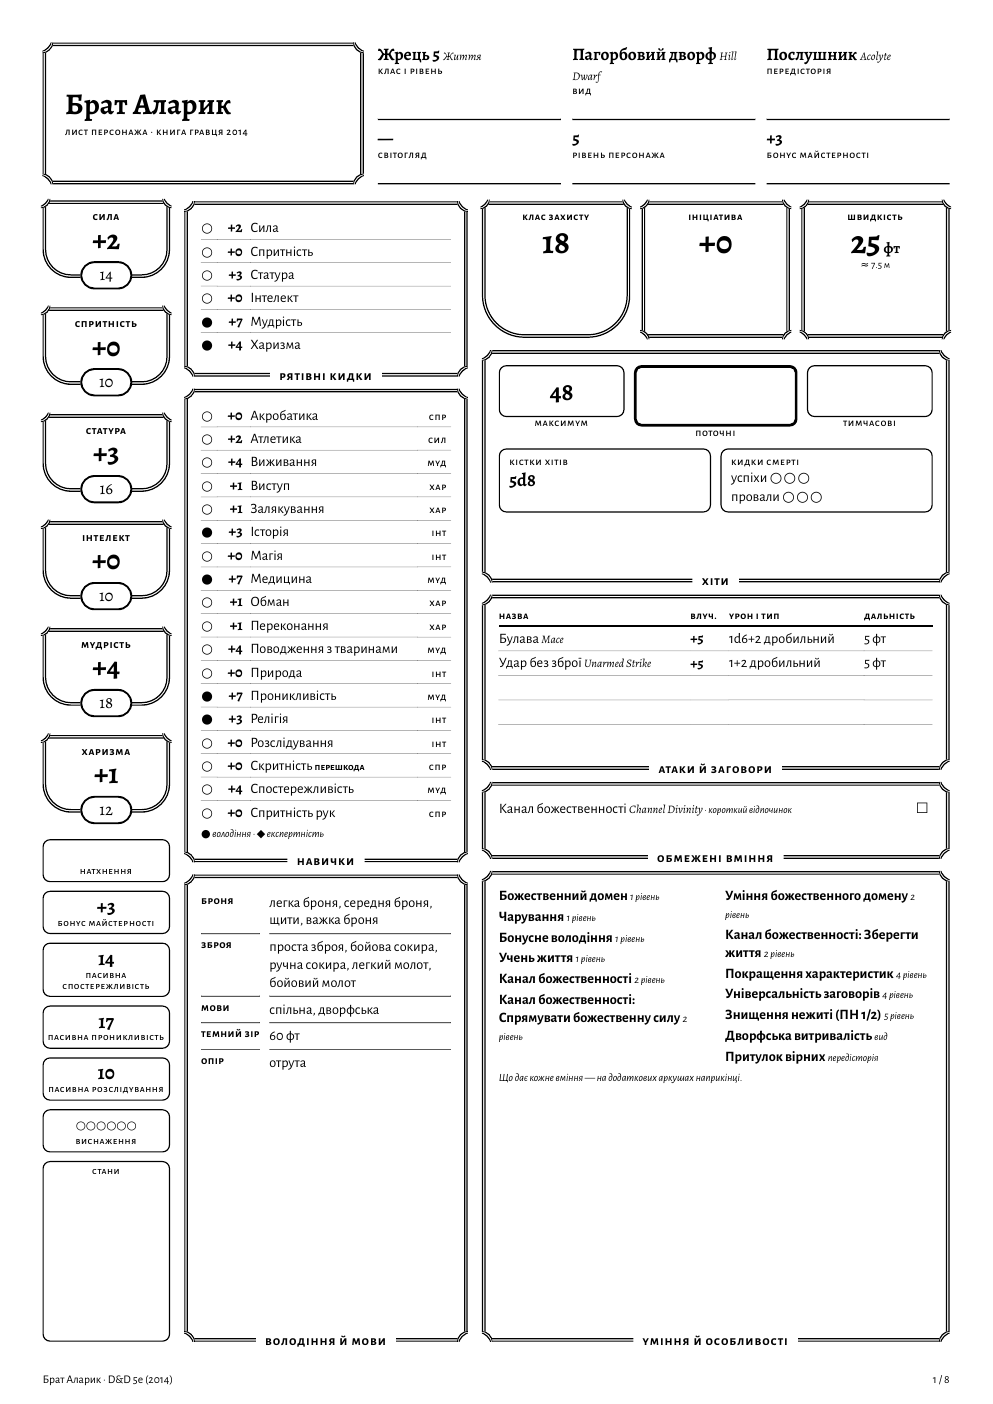 Брат Аларик
ЛИСТ ПЕРСОНАЖА · КНИГА ГРАВЦЯ 2014
Жрець 5 Життя
КЛАС І РІВЕНЬ
Пагорбовий дворф Hill
Dwarf
ВИД
Послушник Acolyte
ПЕРЕДІСТОРІЯ
—
СВІТОГЛЯД
5
РІВЕНЬ ПЕРСОНАЖА
+3
БОНУС МАЙСТЕРНОСТІ
СИЛА
+2
14
СПРИТНІСТЬ
+0
10
СТАТУРА
+3
16
ІНТЕЛЕКТ
+0
10
МУДРІСТЬ
+4
18
ХАРИЗМА
+1
12
НАТХНЕННЯ
+3
БОНУС МАЙСТЕРНОСТІ
14
ПАСИВНА
СПОСТЕРЕЖЛИВІСТЬ
17
ПАСИВНА ПРОНИКЛИВІСТЬ
10
ПАСИВНА РОЗСЛІДУВАННЯ
○○○○○○
ВИСНАЖЕННЯ
СТАНИ
○ +2 Сила
○ +0 Спритність
○ +3 Статура
○ +0 Інтелект
● +7 Мудрість
● +4 Харизма
РЯТІВНІ КИДКИ
○ +0 Акробатика СПР
○ +2 Атлетика СИЛ
○ +4 Виживання МУД
○ +1 Виступ ХАР
○ +1 Залякування ХАР
● +3 Історія ІНТ
○ +0 Магія ІНТ
● +7 Медицина МУД
○ +1 Обман ХАР
○ +1 Переконання ХАР
○ +4 Поводження з тваринами МУД
○ +0 Природа ІНТ
● +7 Проникливість МУД
● +3 Релігія ІНТ
○ +0 Розслідування ІНТ
○ +0 Скритність ПЕРЕШКОДА СПР
○ +4 Спостережливість МУД
○ +0 Спритність рук СПР
● володіння · ◆ експертність
НАВИЧКИ
БРОНЯ легка броня, середня броня,
щити, важка броня
ЗБРОЯ проста зброя, бойова сокира,
ручна сокира, легкий молот,
бойовий молот
МОВИ спільна, дворфська
ТЕМНИЙ ЗІР 60 фт
ОПІР отрута
ВОЛОДІННЯ Й МОВИ
КЛАС ЗАХИСТУ
18
ІНІЦІАТИВА
+0
ШВИДКІСТЬ
25 фт
≈ 7.5 м
48
МАКСИМУМ
ПОТОЧНІ
ТИМЧАСОВІ
КІСТКИ ХІТІВ
5d8
КИДКИ СМЕРТІ
успіхи ○○○
провали ○○○
ХІТИ
НАЗВА ВЛУЧ. УРОН І ТИП ДАЛЬНІСТЬ
Булава Mace +5 1d6+2 дробильний 5 фт
Удар без зброї Unarmed Strike +5 1+2 дробильний 5 фт
АТАКИ Й ЗАГОВОРИ
Канал божественності Channel Divinity · короткий відпочинок ☐
ОБМЕЖЕНІ ВМІННЯ
Божественний домен 1 рівень
Чарування 1 рівень
Бонусне володіння 1 рівень
Учень життя 1 рівень
Канал божественності 2 рівень
Канал божественності:
Спрямувати божественну силу 2
рівень
Уміння божественного домену 2
рівень
Канал божественності: Зберегти
життя 2 рівень
Покращення характеристик 4 рівень
Універсальність заговорів 4 рівень
Знищення нежиті (ПН 1/2) 5 рівень
Дворфська витривалість вид
Притулок вірних передісторія
Що дає кожне вміння — на додаткових аркушах наприкінці.
УМІННЯ Й ОСОБЛИВОСТІ
Брат Аларик · D&D 5e (2014)
1 / 8